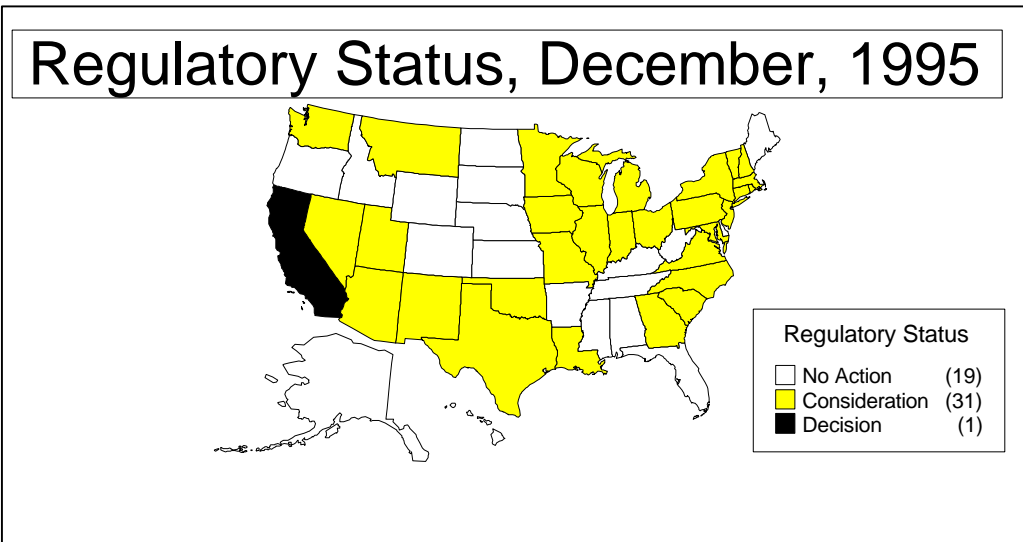 Regulatory Status, December, 1995
Regulatory Status
No Action (19)
Consideration (31)
Decision (1)